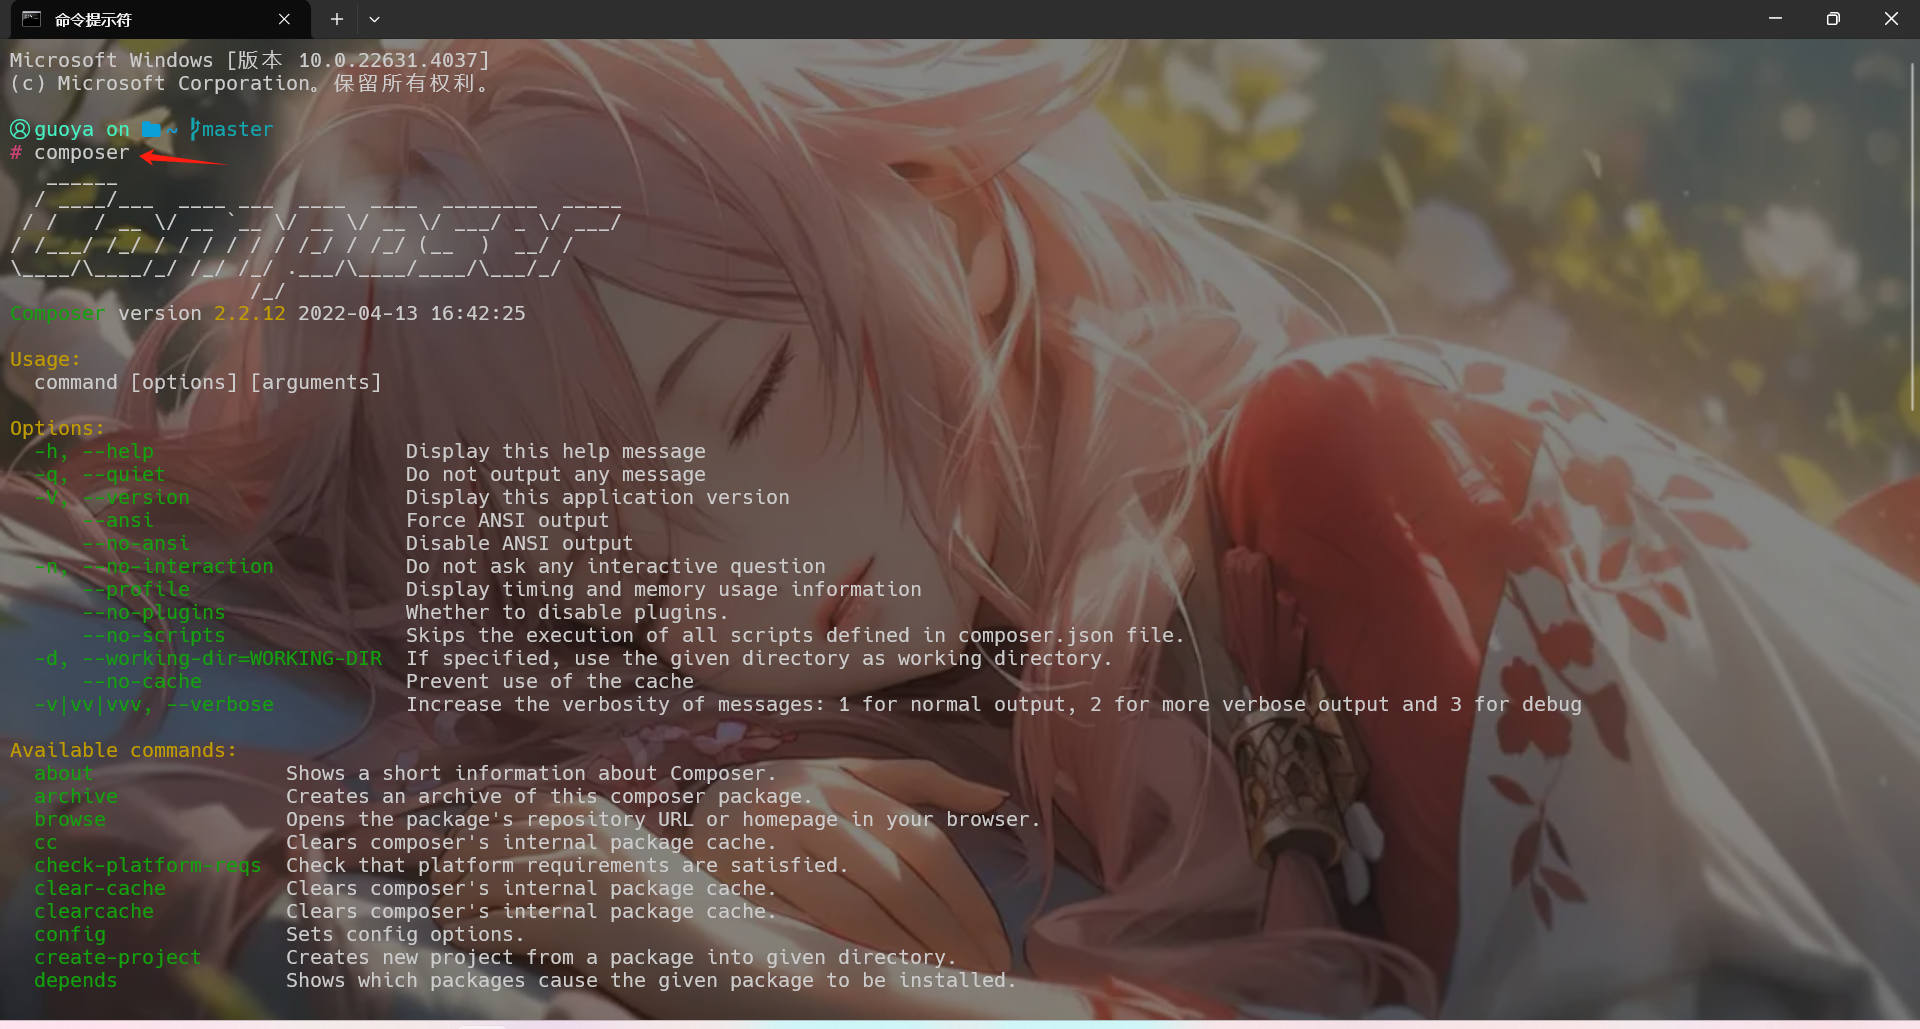 命令提示符
Microsoft Windows [版本 10.0.22631.4037]
(c) Microsoft Corporation。保留所有权利。
guoya on ~ master
# composer
   ______
  / ____/___  ____ ___  ____  ____  ________  _____
 / /   / __ \/ __ `__ \/ __ \/ __ \/ ___/ _ \/ ___/
/ /___/ /_/ / / / / / / /_/ / /_/ (__  )  __/ /
\____/\____/_/ /_/ /_/ .___/\____/____/\___/_/
                    /_/
Composer version 2.2.12 2022-04-13 16:42:25
Usage:
  command [options] [arguments]
Options:
  -h, --help                     Display this help message
  -q, --quiet                    Do not output any message
  -V, --version                  Display this application version
      --ansi                     Force ANSI output
      --no-ansi                  Disable ANSI output
  -n, --no-interaction           Do not ask any interactive question
      --profile                  Display timing and memory usage information
      --no-plugins               Whether to disable plugins.
      --no-scripts               Skips the execution of all scripts defined in composer.json file.
  -d, --working-dir=WORKING-DIR  If specified, use the given directory as working directory.
      --no-cache                 Prevent use of the cache
  -v|vv|vvv, --verbose           Increase the verbosity of messages: 1 for normal output, 2 for more verbose output and 3 for debug
Available commands:
  about                Shows a short information about Composer.
  archive              Creates an archive of this composer package.
  browse               Opens the package's repository URL or homepage in your browser.
  cc                   Clears composer's internal package cache.
  check-platform-reqs  Check that platform requirements are satisfied.
  clear-cache          Clears composer's internal package cache.
  clearcache           Clears composer's internal package cache.
  config               Sets config options.
  create-project       Creates new project from a package into given directory.
  depends              Shows which packages cause the given package to be installed.